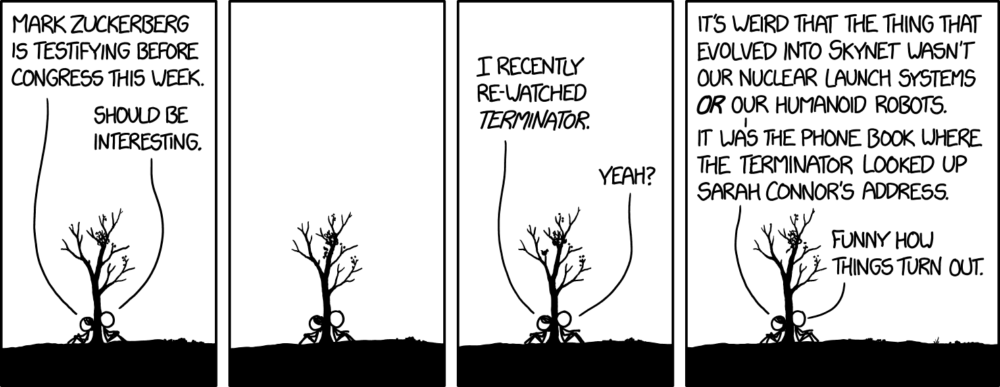 MARK ZUCKERBERG
IS TESTIFYING BEFORE
CONGRESS THIS WEEK.
SHOULD BE
INTERESTING.
I RECENTLY
RE-WATCHED
TERMINATOR.
YEAH?
IT'S WEIRD THAT THE THING THAT
EVOLVED INTO SKYNET WASN'T
OUR NUCLEAR LAUNCH SYSTEMS
OR OUR HUMANOID ROBOTS.
IT WAS THE PHONE BOOK WHERE
THE TERMINATOR LOOKED UP
SARAH CONNOR'S ADDRESS.
FUNNY HOW
THINGS TURN OUT.